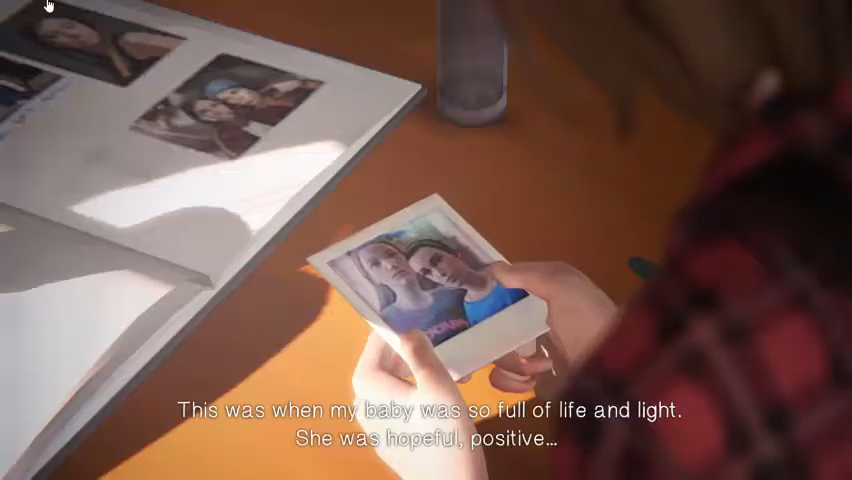 This was when my baby was so full of life and light.
She was hopeful, positive...